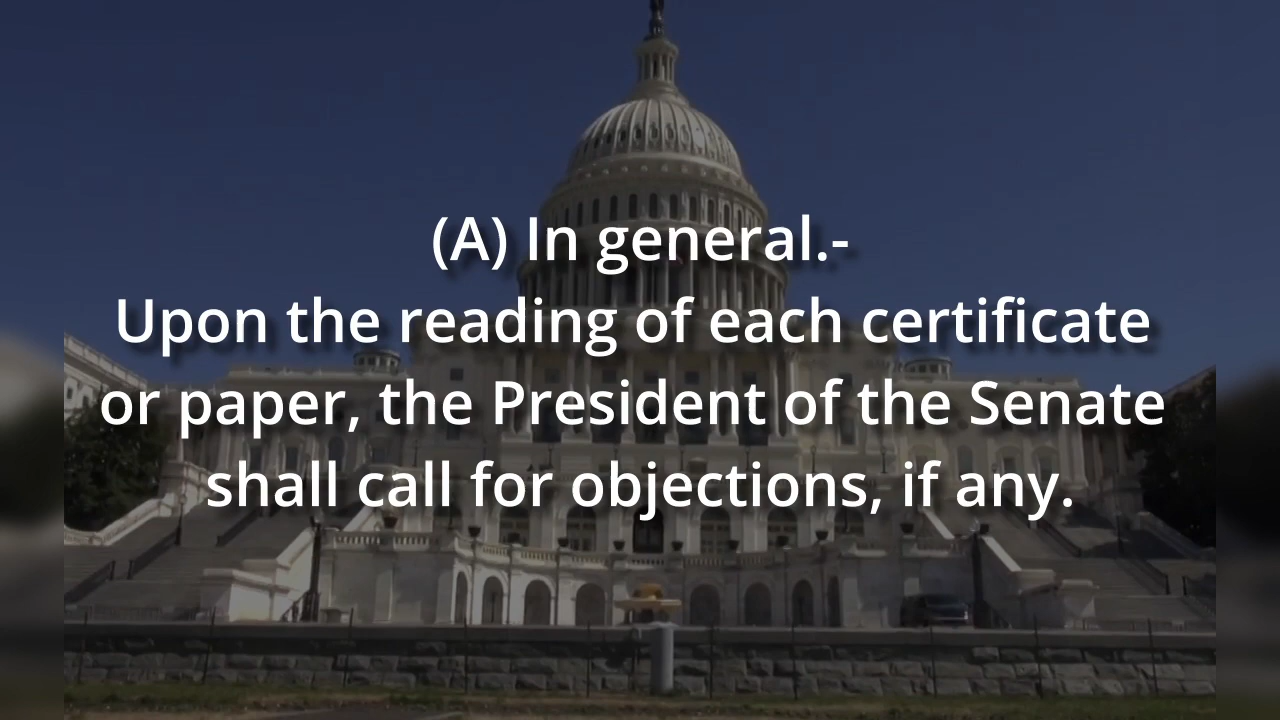 (A) In general.-
Upon the reading of each certificate
or paper, the President of the Senate
shall call for objections, if any.